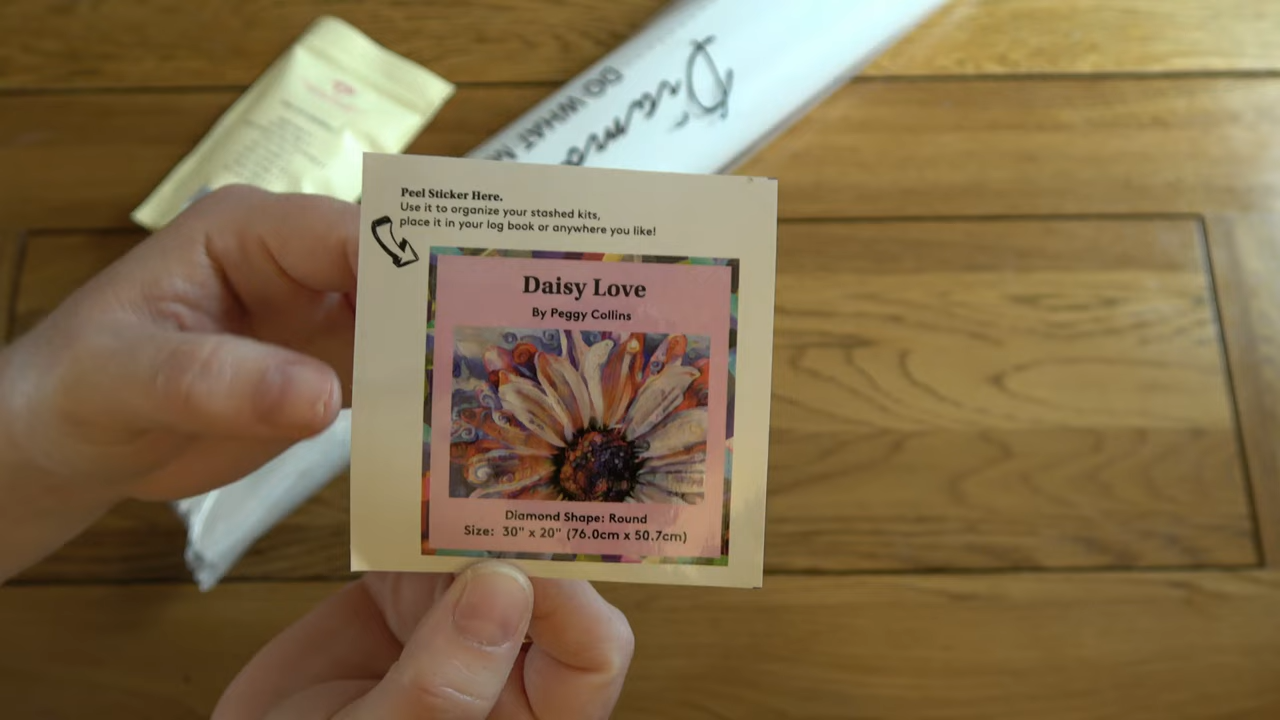 DO WHAT
Peel Sticker Here.
Use it to organize your stashed kits,
place it in your log book or anywhere you like!
Daisy Love
By Peggy Collins
Diamond Shape: Round
Size: 30" x 20" (76.0cm x 50.7cm)